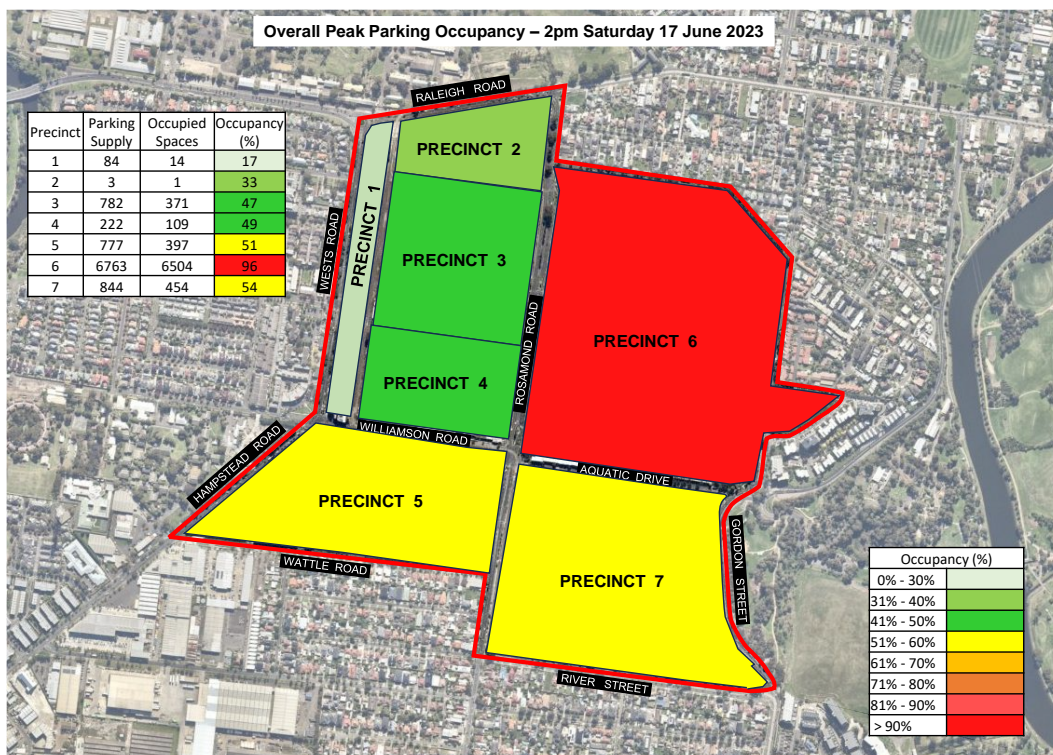 Overall Peak Parking Occupancy – 2pm Saturday 17 June 2023
RALEIGH ROAD
Precinct Parking Supply Occupied Spaces Occupancy (%)
1 84 14 17
2 3 1 33
3 782 371 47
4 222 109 49
5 777 397 51
6 6763 6504 96
7 844 454 54
PRECINCT 2
WESTS ROAD
PRECINCT 1
PRECINCT 3
ROSAMOND ROAD
PRECINCT 6
PRECINCT 4
WILLIAMSON ROAD
HAMPSTEAD ROAD
AQUATIC DRIVE
PRECINCT 5
GORDON STREET
WATTLE ROAD
PRECINCT 7
RIVER STREET
Occupancy (%)
0% - 30%
31% - 40%
41% - 50%
51% - 60%
61% - 70%
71% - 80%
81% - 90%
> 90%